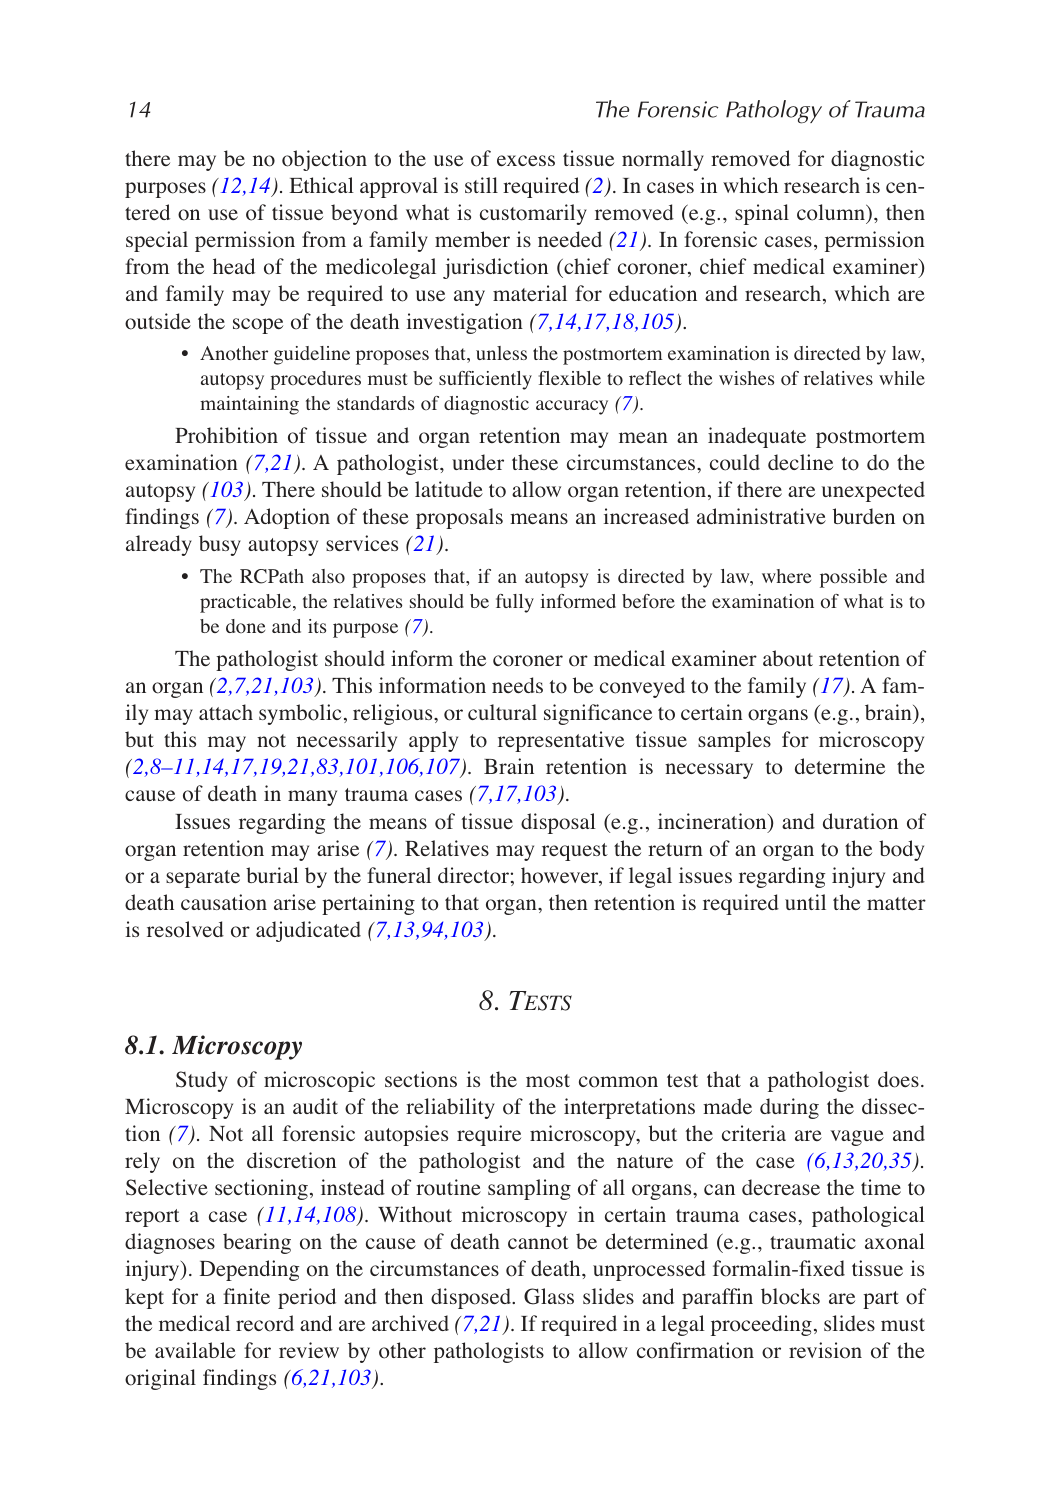 14 The Forensic Pathology of Trauma
there may be no objection to the use of excess tissue normally removed for diagnostic
purposes (12,14). Ethical approval is still required (2). In cases in which research is cen-
tered on use of tissue beyond what is customarily removed (e.g., spinal column), then
special permission from a family member is needed (21). In forensic cases, permission
from the head of the medicolegal jurisdiction (chief coroner, chief medical examiner)
and family may be required to use any material for education and research, which are
outside the scope of the death investigation (7,14,17,18,105).
• Another guideline proposes that, unless the postmortem examination is directed by law,
autopsy procedures must be sufficiently flexible to reflect the wishes of relatives while
maintaining the standards of diagnostic accuracy (7).
Prohibition of tissue and organ retention may mean an inadequate postmortem
examination (7,21). A pathologist, under these circumstances, could decline to do the
autopsy (103). There should be latitude to allow organ retention, if there are unexpected
findings (7). Adoption of these proposals means an increased administrative burden on
already busy autopsy services (21).
• The RCPath also proposes that, if an autopsy is directed by law, where possible and
practicable, the relatives should be fully informed before the examination of what is to
be done and its purpose (7).
The pathologist should inform the coroner or medical examiner about retention of
an organ (2,7,21,103). This information needs to be conveyed to the family (17). A fam-
ily may attach symbolic, religious, or cultural significance to certain organs (e.g., brain),
but this may not necessarily apply to representative tissue samples for microscopy
(2,8–11,14,17,19,21,83,101,106,107). Brain retention is necessary to determine the
cause of death in many trauma cases (7,17,103).
Issues regarding the means of tissue disposal (e.g., incineration) and duration of
organ retention may arise (7). Relatives may request the return of an organ to the body
or a separate burial by the funeral director; however, if legal issues regarding injury and
death causation arise pertaining to that organ, then retention is required until the matter
is resolved or adjudicated (7,13,94,103).
8. TESTS
8.1. Microscopy
Study of microscopic sections is the most common test that a pathologist does.
Microscopy is an audit of the reliability of the interpretations made during the dissec-
tion (7). Not all forensic autopsies require microscopy, but the criteria are vague and
rely on the discretion of the pathologist and the nature of the case (6,13,20,35).
Selective sectioning, instead of routine sampling of all organs, can decrease the time to
report a case (11,14,108). Without microscopy in certain trauma cases, pathological
diagnoses bearing on the cause of death cannot be determined (e.g., traumatic axonal
injury). Depending on the circumstances of death, unprocessed formalin-fixed tissue is
kept for a finite period and then disposed. Glass slides and paraffin blocks are part of
the medical record and are archived (7,21). If required in a legal proceeding, slides must
be available for review by other pathologists to allow confirmation or revision of the
original findings (6,21,103).